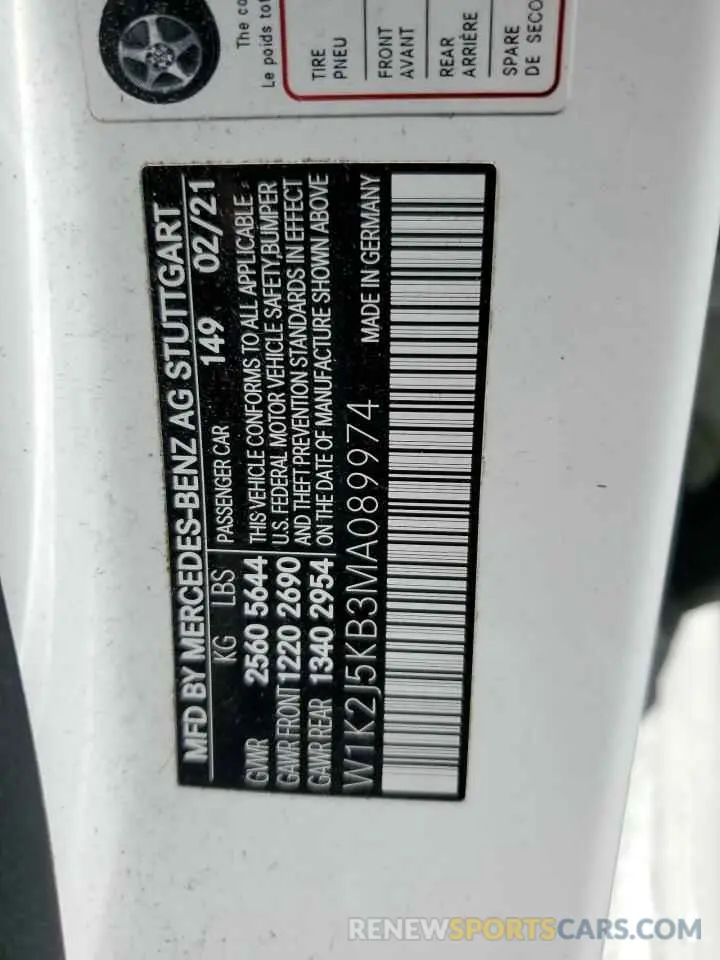 The co
Le poids tot
TIRE
PNEU
FRONT
AVANT
REAR
ARRIÈRE
SPARE
DE SECO
MFD BY MERCEDES-BENZ AG STUTTGART
KG LBS PASSENGER CAR 149 02/21
GVWR 2560 5644 THIS VEHICLE CONFORMS TO ALL APPLICABLE
GAWR FRONT 1220 2690 U.S. FEDERAL MOTOR VEHICLE SAFETY,BUMPER
GAWR REAR 1340 2954 AND THEFT PREVENTION STANDARDS IN EFFECT
ON THE DATE OF MANUFACTURE SHOWN ABOVE
W1K2J5KB3MA089974 MADE IN GERMANY
RENEWSPORTSCARS.COM